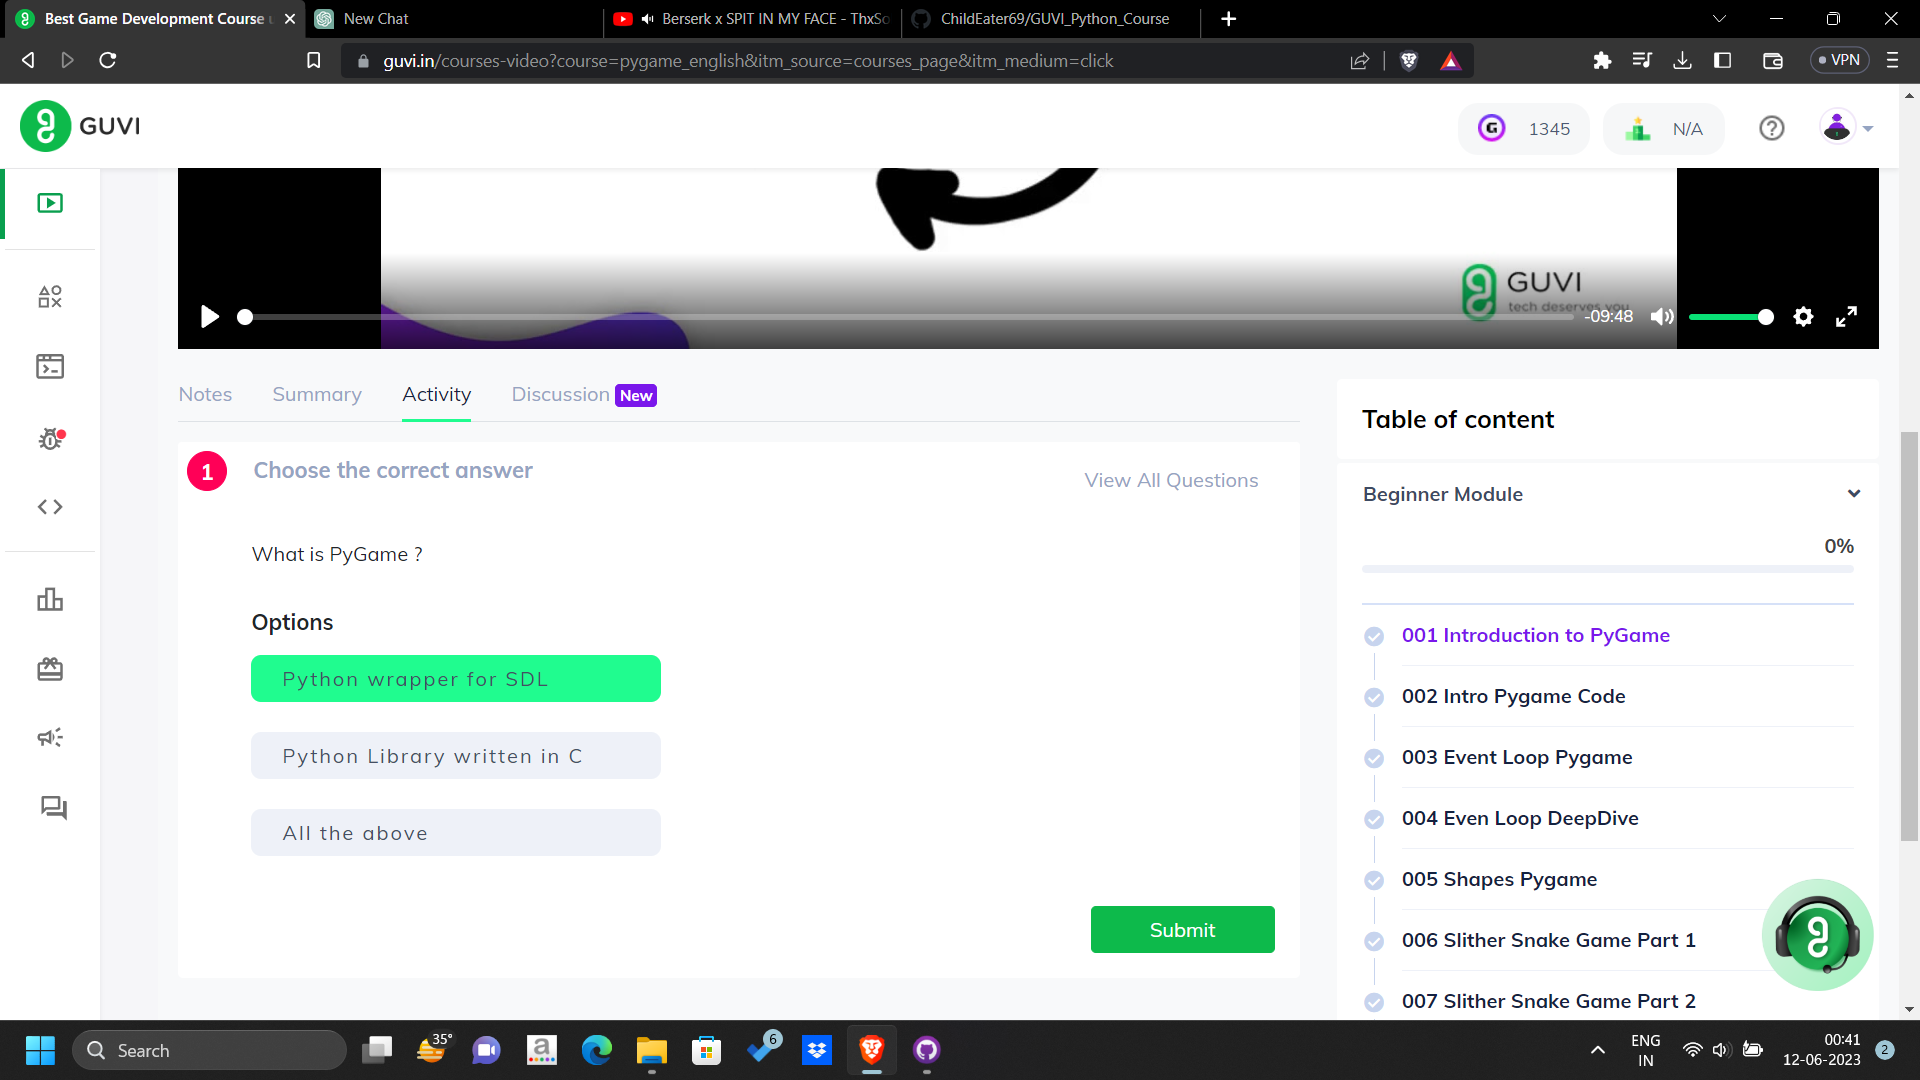 Best Game Development Course u
New Chat
Berserk x SPIT IN MY FACE - ThxSo
ChildEater69/GUVI_Python_Course
guvi.in/courses-video?course=pygame_english&itm_source=courses_page&itm_medium=click
VPN
GUVI
1345
N/A
GUVI
tech deserves you
-09:48
Notes
Summary
Activity
Discussion New
1
Choose the correct answer
View All Questions
What is PyGame ?
Options
Python wrapper for SDL
Python Library written in C
All the above
Submit
Table of content
Beginner Module
0%
001 Introduction to PyGame
002 Intro Pygame Code
003 Event Loop Pygame
004 Even Loop DeepDive
005 Shapes Pygame
006 Slither Snake Game Part 1
007 Slither Snake Game Part 2
Search
35°
6
ENG
IN
00:41
12-06-2023
2